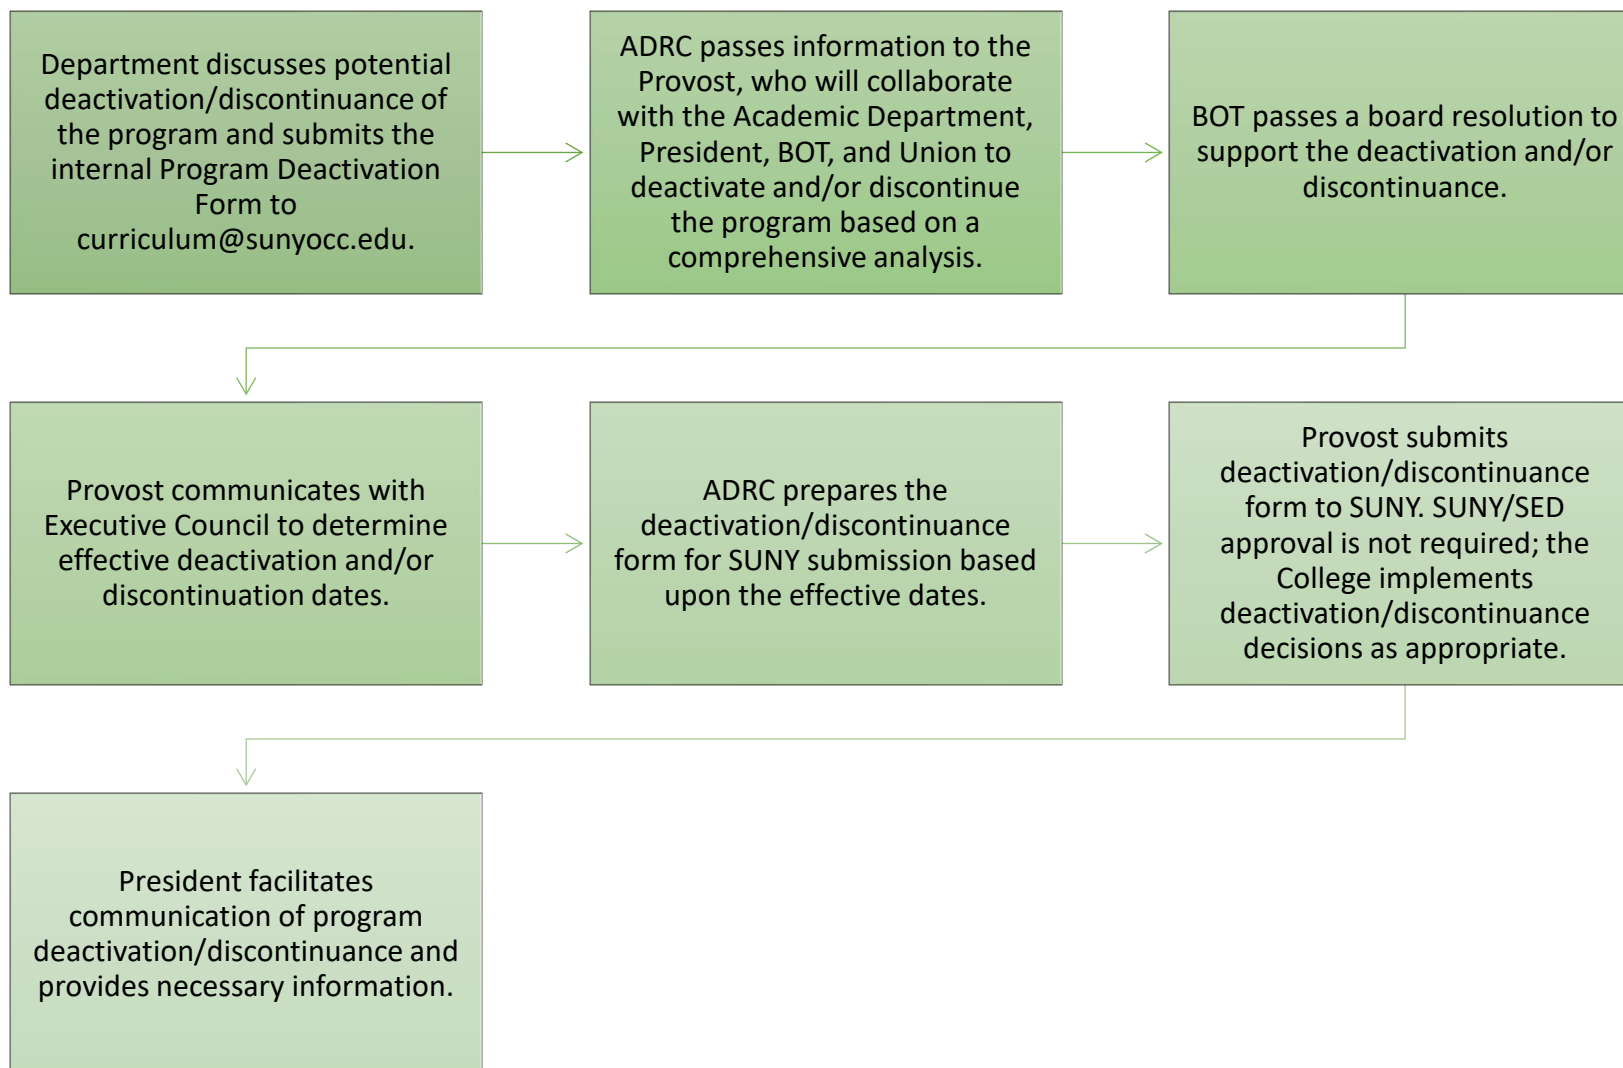 Department discusses potential
deactivation/discontinuance of
the program and submits the
internal Program Deactivation
Form to
curriculum@sunyocc.edu.
ADRC passes information to the
Provost, who will collaborate
with the Academic Department,
President, BOT, and Union to
deactivate and/or discontinue
the program based on a
comprehensive analysis.
BOT passes a board resolution to
support the deactivation and/or
discontinuance.
Provost communicates with
Executive Council to determine
effective deactivation and/or
discontinuation dates.
ADRC prepares the
deactivation/discontinuance
form for SUNY submission based
upon the effective dates.
Provost submits
deactivation/discontinuance
form to SUNY. SUNY/SED
approval is not required; the
College implements
deactivation/discontinuance
decisions as appropriate.
President facilitates
communication of program
deactivation/discontinuance and
provides necessary information.